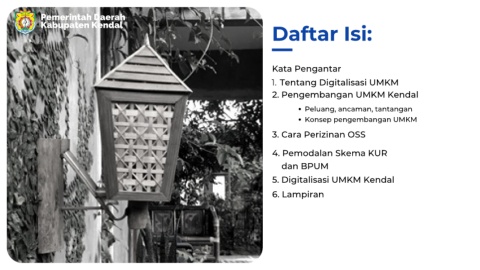 Pemerintah Daerah
Kabupaten Kendal
Daftar Isi:
Kata Pengantar
1. Tentang Digitalisasi UMKM
2. Pengembangan UMKM Kendal
• Peluang, ancaman, tantangan
• Konsep pengembangan UMKM
3. Cara Perizinan OSS
4. Pemodalan Skema KUR
dan BPUM
5. Digitalisasi UMKM Kendal
6. Lampiran